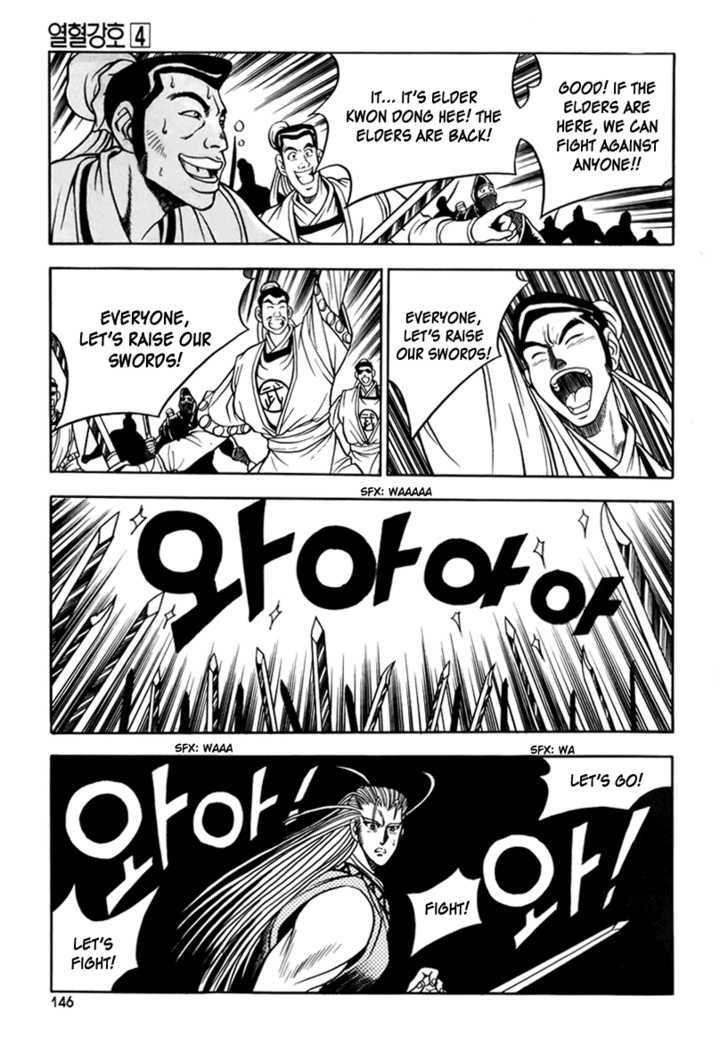 열혈강호 4
IT... IT'S ELDER
KWON DONG HEE! THE
ELDERS ARE BACK!
GOOD! IF THE
ELDERS ARE
HERE, WE CAN
FIGHT AGAINST
ANYONE!!
EVERYONE,
LET'S RAISE OUR
SWORDS!
武
武
EVERYONE,
LET'S RAISE
OUR SWORDS!
SFX: WAAAAA
와아아아
SFX: WAAA
SFX: WA
와아!
LET'S GO!
와!
FIGHT!
LET'S
FIGHT!
146